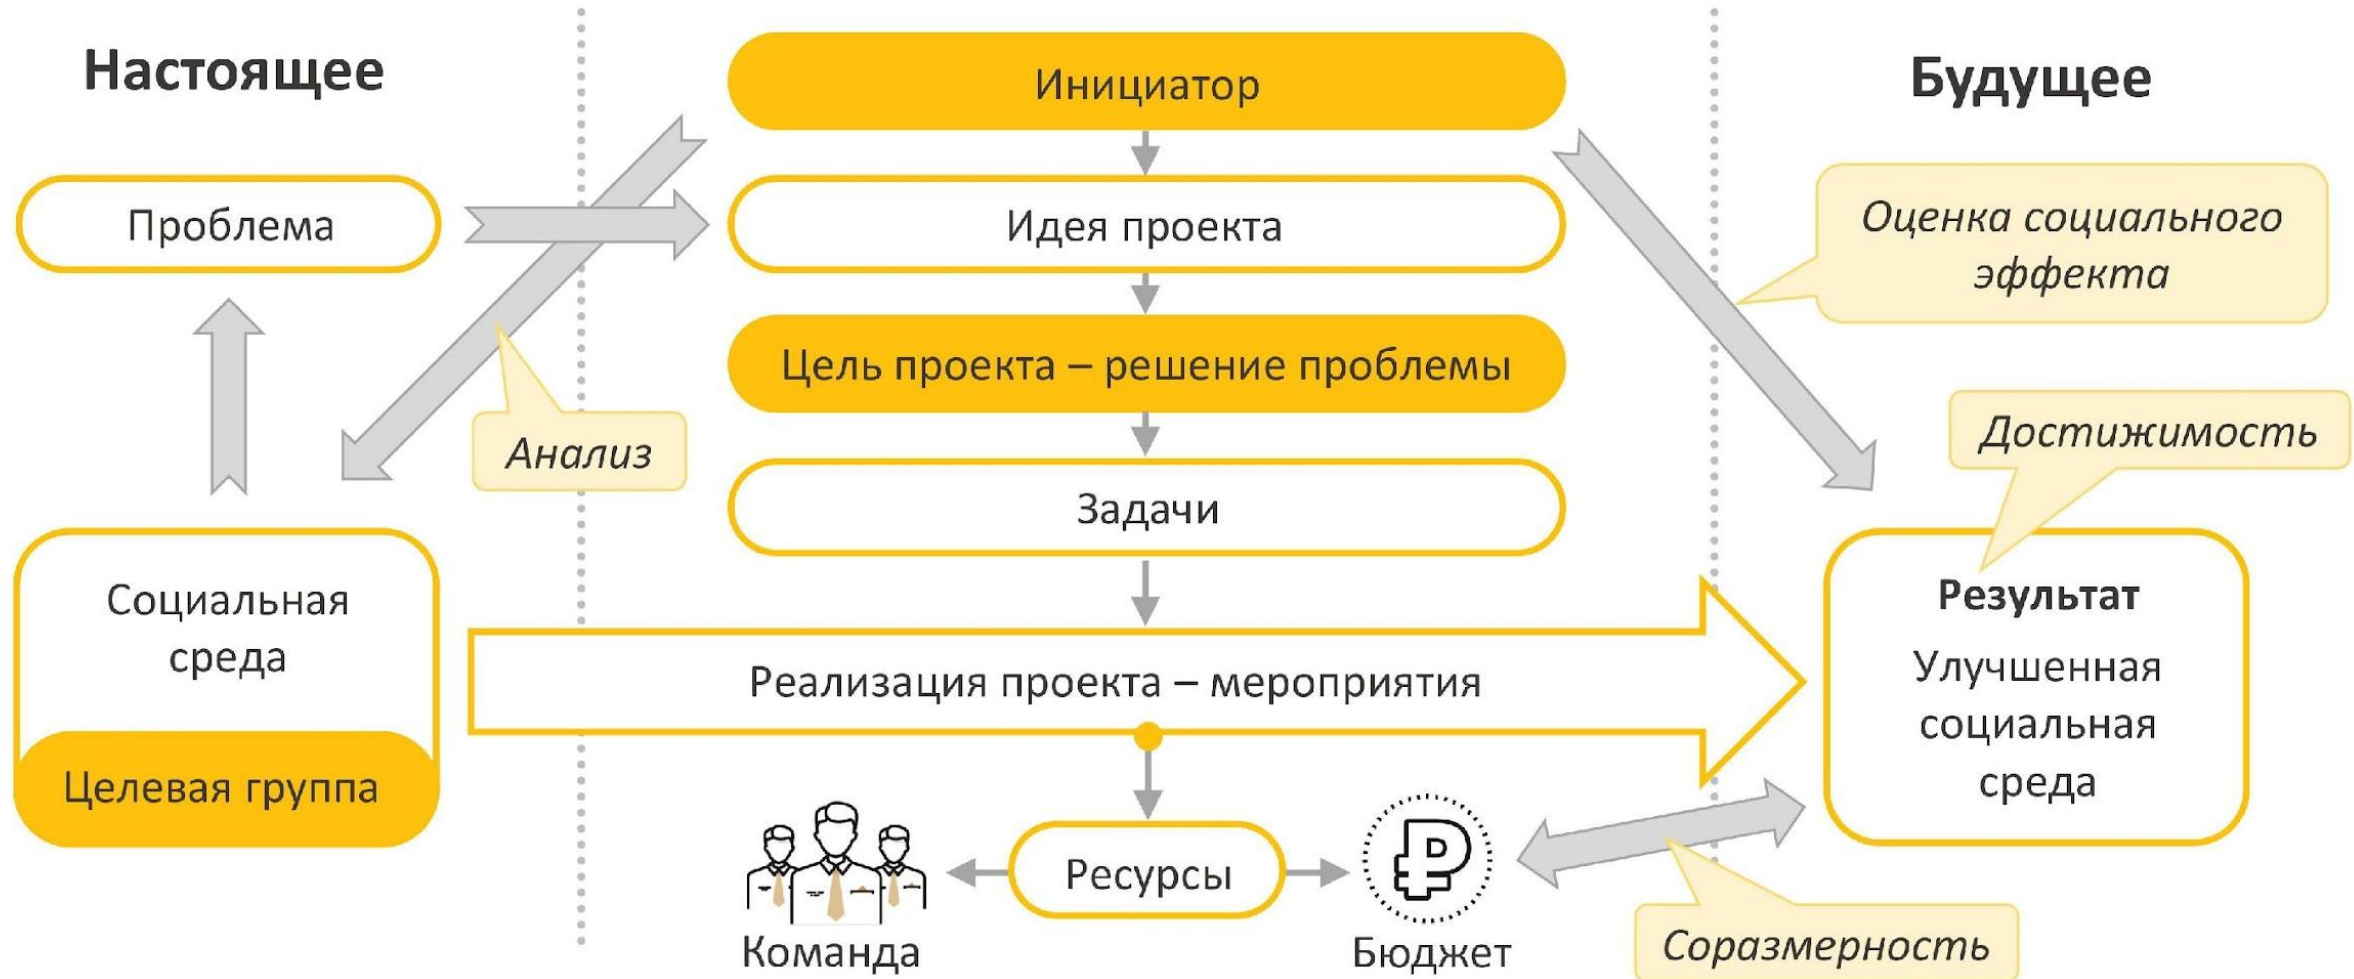 Настоящее
Проблема
Социальная
среда
Целевая группа
Анализ
Инициатор
Идея проекта
Цель проекта – решение проблемы
Задачи
Реализация проекта – мероприятия
Ресурсы
Команда
Бюджет
Будущее
Оценка социального
эффекта
Достижимость
Результат
Улучшенная
социальная
среда
Соразмерность